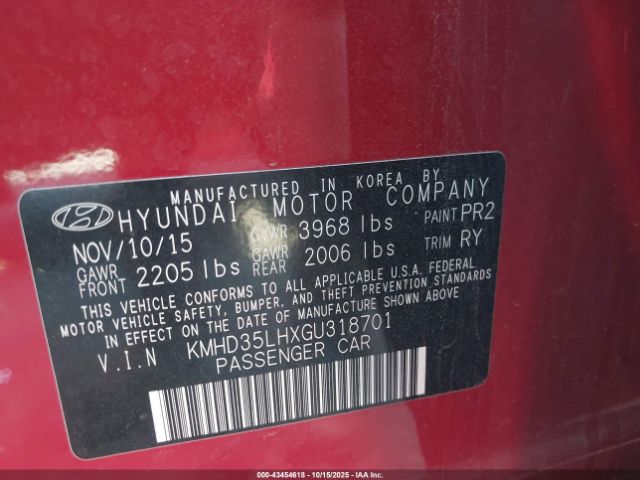 MANUFACTURED IN KOREA BY
HYUNDAI MOTOR COMPANY
NOV/10/15 GVWR 3968 lbs PAINT PR2
GAWR FRONT 2205 lbs GAWR REAR 2006 lbs TRIM RY
THIS VEHICLE CONFORMS TO ALL APPLICABLE U.S.A. FEDERAL
MOTOR VEHICLE SAFETY, BUMPER, AND THEFT PREVENTION STANDARDS
IN EFFECT ON THE DATE OF MANUFACTURE SHOWN ABOVE.
V.I.N KMHD35LHXGU318701
PASSENGER CAR
000-43454618 - 10/15/2025 - IAAI.COM